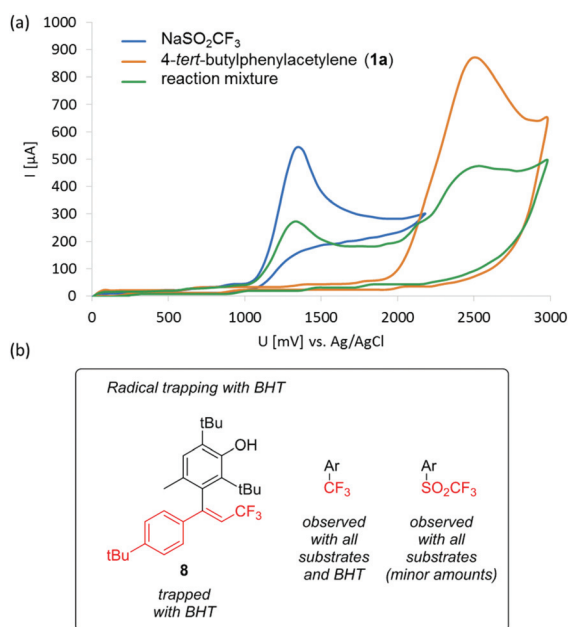 (a)
NaSO2CF3
4-tert-butylphenylacetylene (1a)
reaction mixture
I [µA]
1000
900
800
700
600
500
400
300
200
100
0
0 500 1000 1500 2000 2500 3000
U [mV] vs. Ag/AgCl
(b)
Radical trapping with BHT
tBu
OH
tBu
CF3
tBu
8
trapped
with BHT
Ar
CF3
observed
with all
substrates
and BHT
Ar
SO2CF3
observed
with all
substrates
(minor amounts)